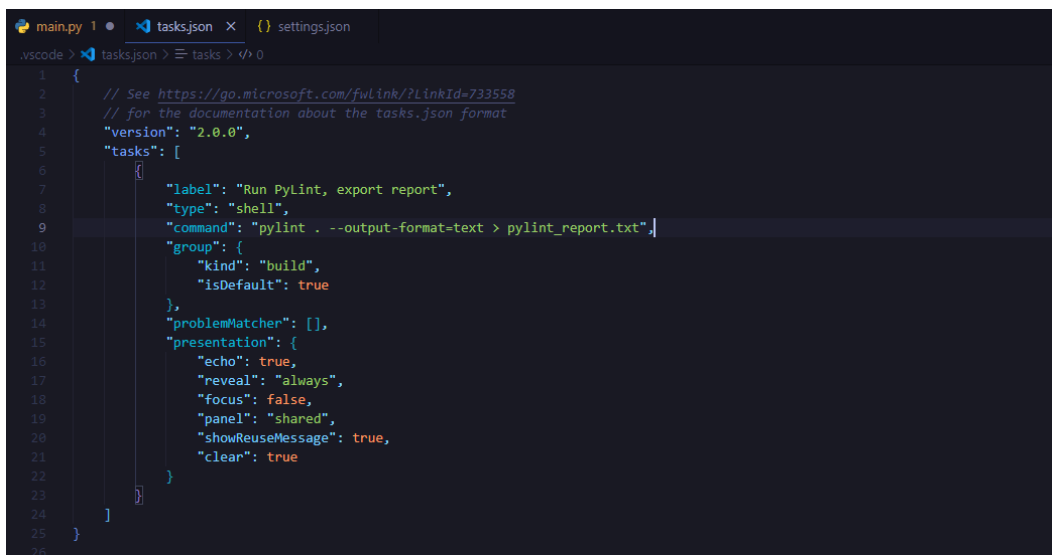 main.py 1 tasks.json settings.json
.vscode > tasks.json > tasks > 0
1 {
2 // See https://go.microsoft.com/fwlink/?LinkId=733558
3 // for the documentation about the tasks.json format
4 "version": "2.0.0",
5 "tasks": [
6 {
7 "label": "Run PyLint, export report",
8 "type": "shell",
9 "command": "pylint . --output-format=text > pylint_report.txt",
10 "group": {
11 "kind": "build",
12 "isDefault": true
13 },
14 "problemMatcher": [],
15 "presentation": {
16 "echo": true,
17 "reveal": "always",
18 "focus": false,
19 "panel": "shared",
20 "showReuseMessage": true,
21 "clear": true
22 }
23 }
24 ]
25 }
26